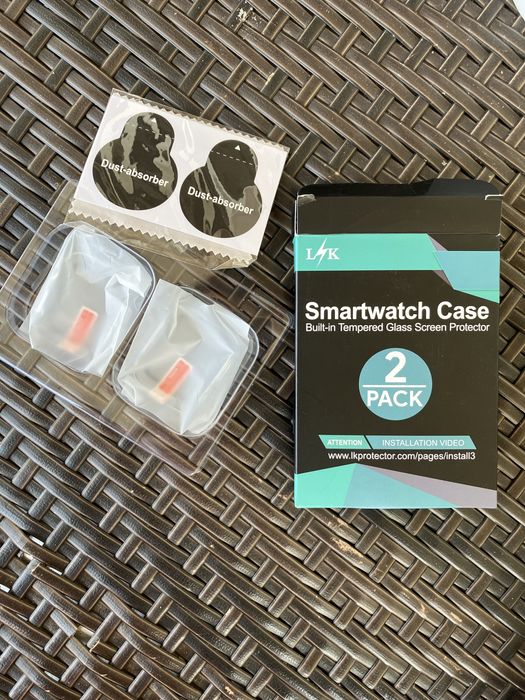 Dust-absorber
Dust-absorber
LK
Smartwatch Case
Built-in Tempered Glass Screen Protector
2
PACK
ATTENTION INSTALLATION VIDEO
www.lkprotector.com/pages/install3